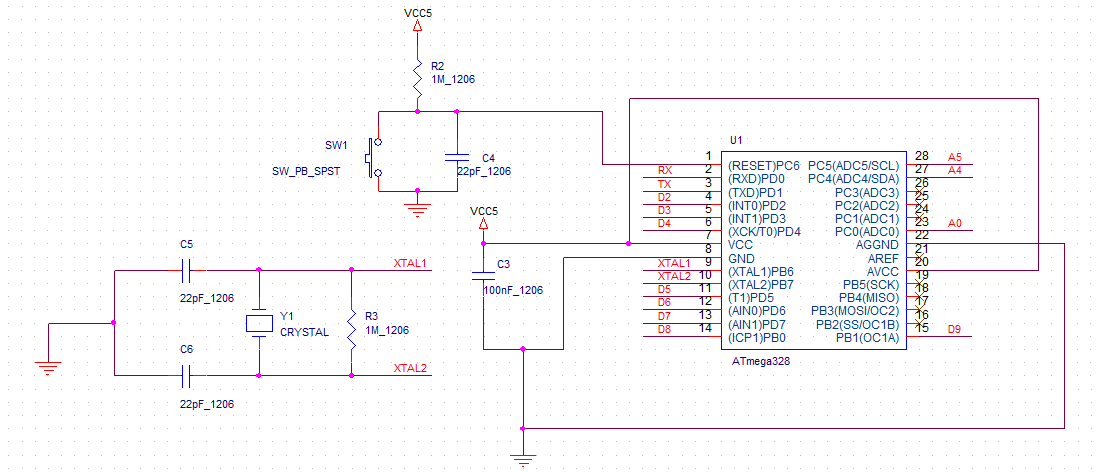 VCC5
R2
1M_1206
SW1
SW_PB_SPST
C4
22pF_1206
VCC5
C3
100nF_1206
C5
22pF_1206
XTAL1
Y1
CRYSTAL
R3
1M_1206
C6
22pF_1206
XTAL2
U1
1 (RESET)PC6 PC5(ADC5/SCL) 28 A5
RX 2 (RXD)PD0 PC4(ADC4/SDA) 27 A4
TX 3 (TXD)PD1 PC3(ADC3) 26
D2 4 (INT0)PD2 PC2(ADC2) 25
D3 5 (INT1)PD3 PC1(ADC1) 24
D4 6 (XCK/T0)PD4 PC0(ADC0) 23 A0
7 VCC AGGND 22
8 GND AREF 21
XTAL1 9 (XTAL1)PB6 AVCC 20
XTAL2 10 (XTAL2)PB7 PB5(SCK) 19
D5 11 (T1)PD5 PB4(MISO) 18
D6 12 (AIN0)PD6 PB3(MOSI/OC2) 17
D7 13 (AIN1)PD7 PB2(SS/OC1B) 16
D8 14 (ICP1)PB0 PB1(OC1A) 15 D9
ATmega328